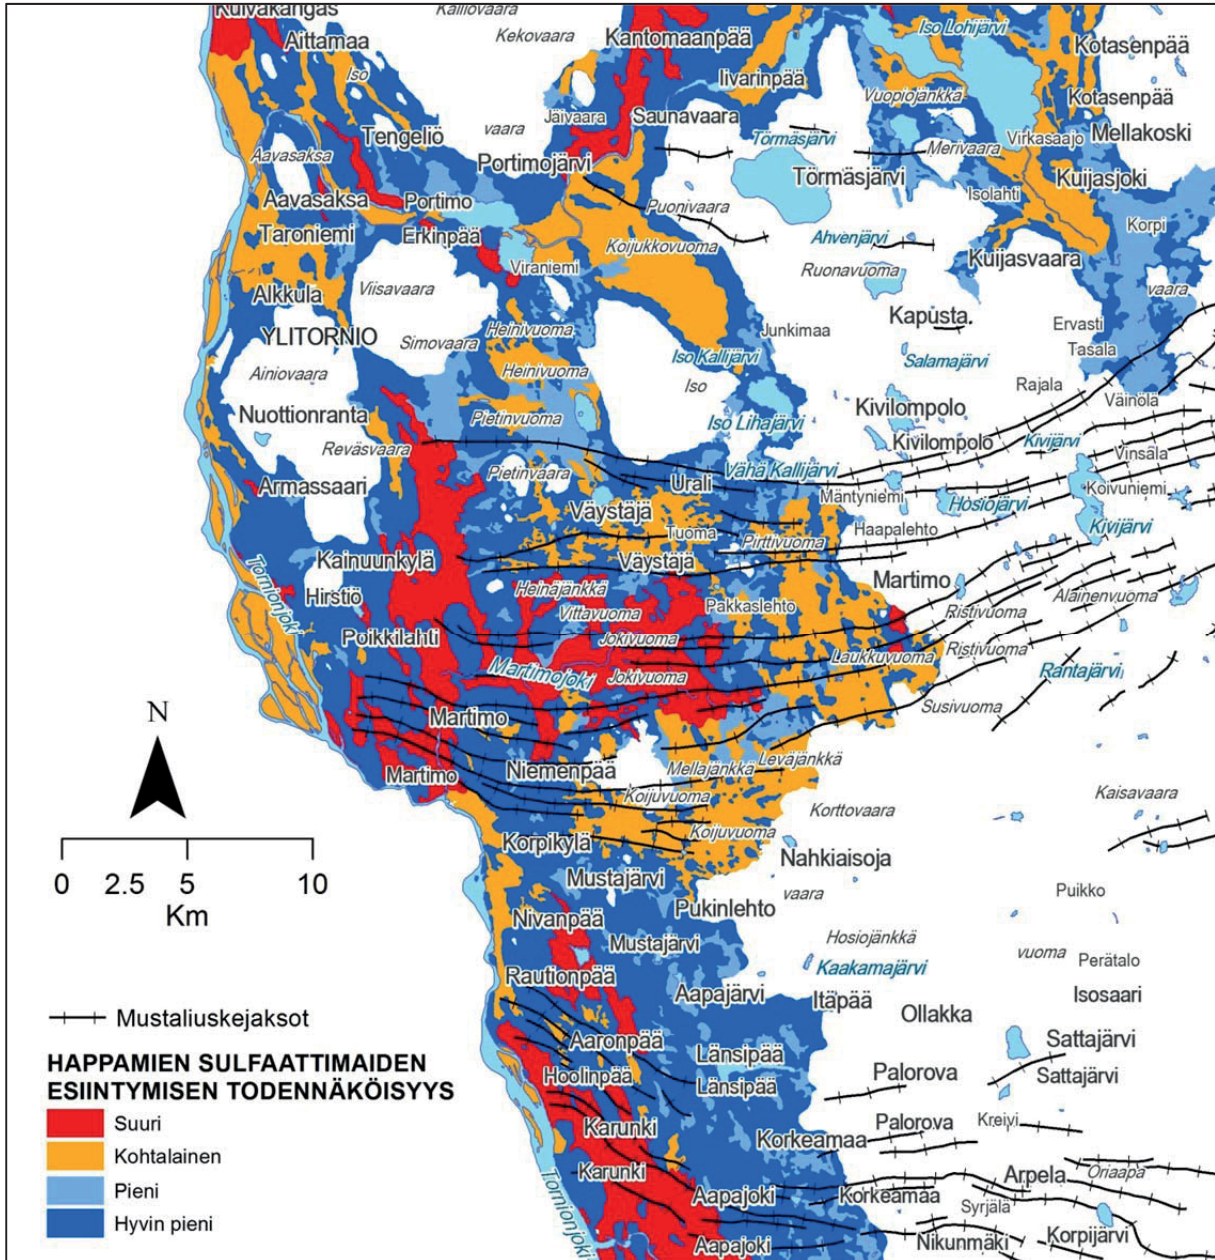 Kuivakangas
Kalliovaara
Aittamaa
Kekovaara
Kantomaanpää
Iso Lohijärvi
Kotasenpää
Iso
Iivarinpää
Vuopiojänkkä
Kotasenpää
Jäivaara
Saunavaara
Tengeliö
vaara
Törmäsjärvi
Virkasaajo
Mellakoski
Aavasaksa
Portimojärvi
Merivaara
Törmäsjärvi
Kuijasjoki
Aavasaksa
Portimo
Puonivaara
Isolahti
Korpi
Taroniemi
Erkinpää
Koijukkovuoma
Ahvenjärvi
Viraniemi
Ruonavuoma
Kuijasvaara
Alkkula
Viisavaara
vaara
YLITORNIO
Heinivuoma
Junkimaa
Kapusta
Ervasti
Simovaara
Iso Kallijärvi
Salamajärvi
Tasala
Ainiovaara
Heinivuoma
Iso
Rajala
Väinölä
Nuottionranta
Pietinvuoma
Iso Lihajärvi
Kivilompolo
Reväsvaara
Kivilompolo
Kivijärvi
Vinsäla
Pietinvaara
Urali
Vähä Kallijärvi
Armassaari
Väystäjä
Mäntyniemi
Hosiojärvi
Koivuniemi
Tuoma
Pirttivuoma
Haapalehto
Kivijärvi
Kainuunkylä
Väystäjä
Tornionjoki
Hirstiö
Heinäjänkkä
Martimo
Vittavuoma
Pakkaslehto
Alainenvuoma
Ristivuoma
Poikkilahti
Jokivuoma
Laukkuvuoma
Ristivuoma
Martimojoki
Jokivuoma
Rantajärvi
Martimo
Susivuoma
N
Martimo
Niemenpää
Mellajänkkä
Leväjänkkä
Koijuvuoma
Korttovaara
Kaisavaara
Korpikylä
Koijuvuoma
Nahkiaisoja
0 2.5 5 10
Km
Mustajärvi
vaara
Puikko
Nivanpää
Pukinlehto
Mustajärvi
Hosiojänkkä
vuoma
Perätalo
Rautionpää
Kaakamajärvi
Aapajärvi
Itäpää
Isosaari
Ollakka
Mustaliuskejaksot
Aaronpää
Länsipää
Sattajärvi
HAPPAMIEN SULFAATTIMAIDEN
ESIINTYMISEN TODENNÄKÖISYYS
Hoolinpää
Länsipää
Palorova
Sattajärvi
Suuri
Karunki
Korkeamaa
Palorova
Kreivi
Kohtalainen
Karunki
Arpela
Oriaapa
Pieni
Tornionjoki
Aapajoki
Korkeamaa
Syrjälä
Hyvin pieni
Aapajoki
Nikunmäki
Korpijärvi